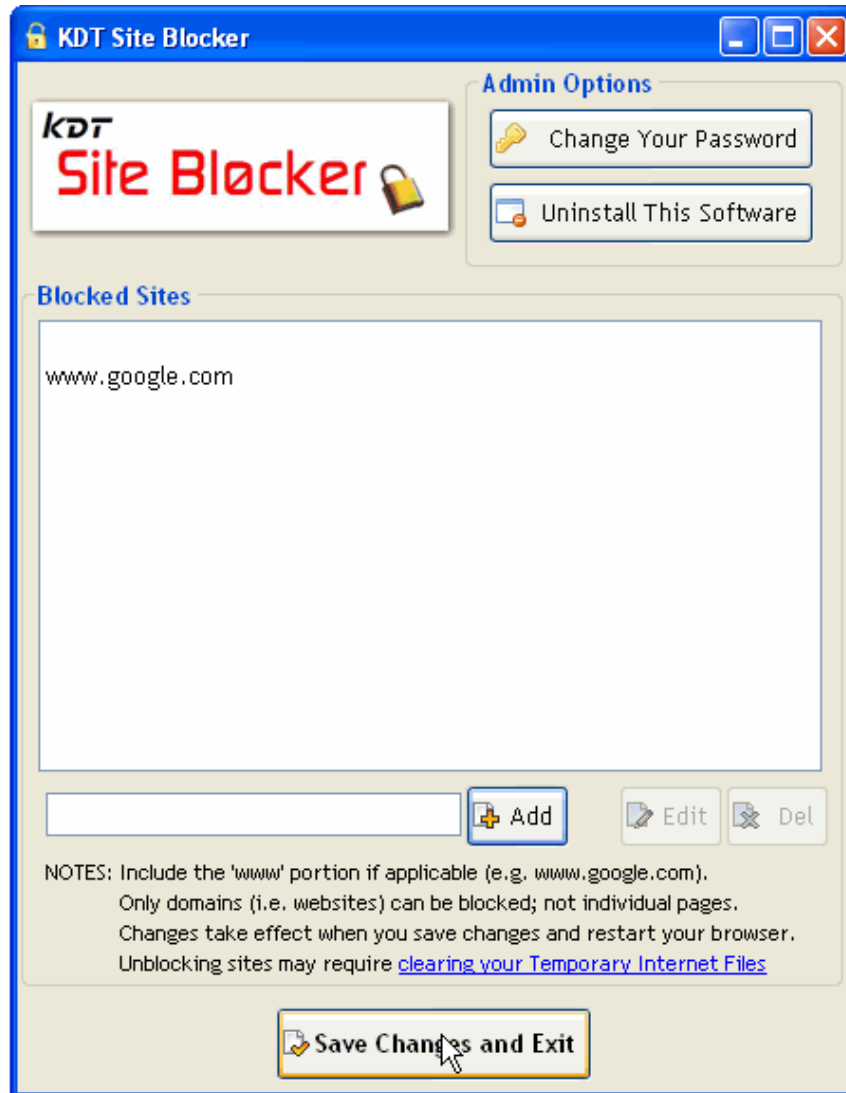 KDT Site Blocker
KDT
Site Blocker
Admin Options
Change Your Password
Uninstall This Software
Blocked Sites
www.google.com
Add
Edit
Del
NOTES: Include the 'www' portion if applicable (e.g. www.google.com).
Only domains (i.e. websites) can be blocked; not individual pages.
Changes take effect when you save changes and restart your browser.
Unblocking sites may require clearing your Temporary Internet Files
Save Changes and Exit